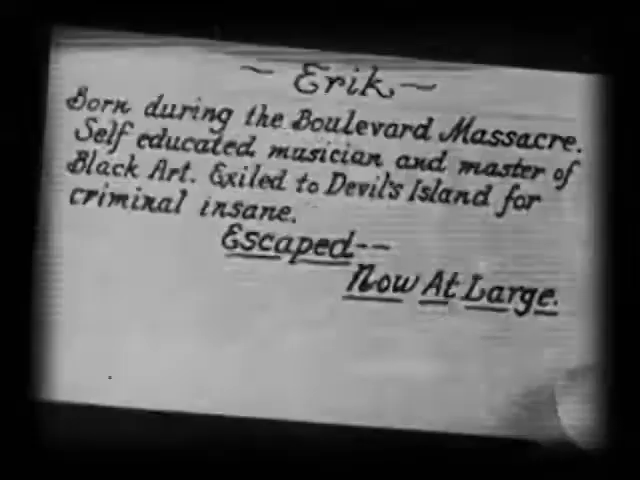 ~ Erik ~
Born during the Boulevard Massacre.
Self educated musician and master of
Black Art. Exiled to Devil's Island for
criminal insane.
Escaped--
Now At Large.